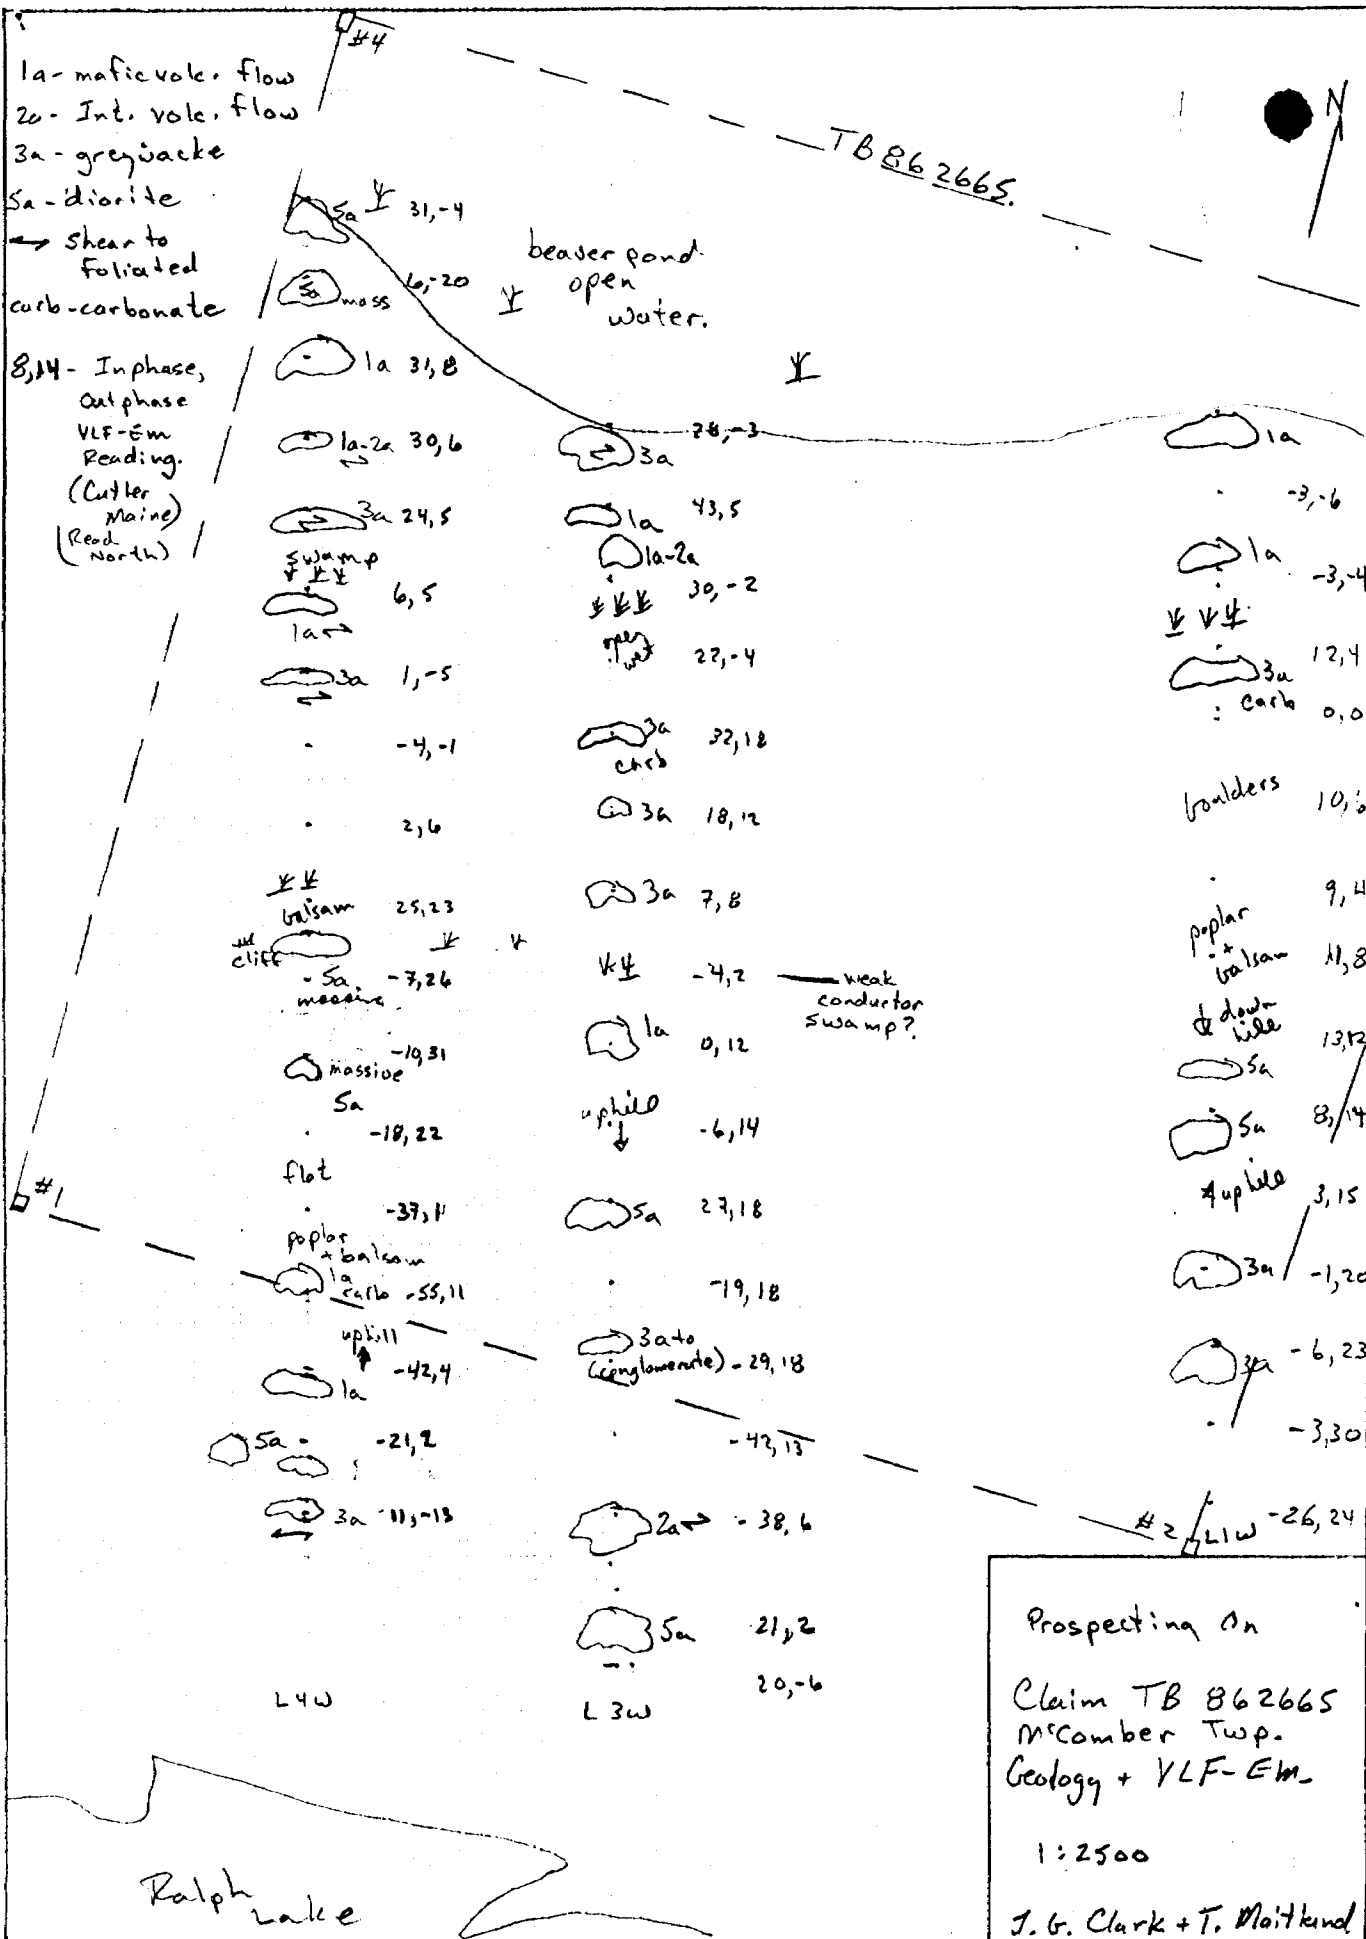 #4
1a- mafic volc. flow
2a- Int. volc. flow
3a- greywacke
5a- diorite
shear to
foliated
carb-carbonate
8,14- Inphase,
Outphase
VLF-Em
Reading.
(Cutler
Maine)
(Read
North)
N
TB 862665.
beaver pond
open
water.
5a 31,-4
5a mass 6,-20
1a 31,8
1a-2a 30,6
3a 24,5
swamp
6,5
1a
3a 1,-5
-4,-1
2,6
balsam 25,23
cliff
5a -7,26
massive
-19,31
massive
5a
-18,22
flat
-37,11
poplar
+ balsam
1a
carb -55,11
uphill
-42,4
1a
5a -21,2
3a -11,-13
L4W
28,-3
3a
1a 43,5
1a-2a
30,-2
open
wet 22,-4
3a 32,18
carb
3a 18,12
3a 7,8
-4,2
weak
conductor
swamp?
1a 0,12
uphill
-6,14
5a 27,18
-19,18
3a to
(conglomerate) -29,18
-42,13
2a -38,6
5a 21,2
20,-6
L3W
1a
-3,-6
1a
-3,-4
3a 12,4
carb 0,0
boulders 10,6
9,4
poplar
+
balsam 11,8
down
hill 13,12
5a
5a 8,14
uphill 3,15
3a -1,20
3a -6,23
-3,30
#2 L1W -26,24
#1
Prospecting On
Claim TB 862665
McComber Twp.
Geology + VLF-Em.
1:2500
J.G. Clark + T. Maitland
Ralph
Lake